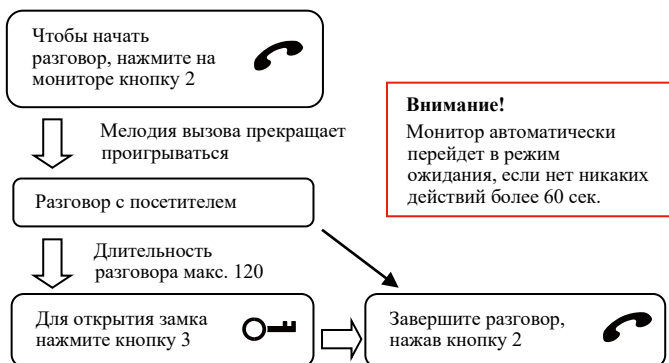 Чтобы начать
разговор, нажмите на
мониторе кнопку 2
Мелодия вызова прекращает
проигрываться
Внимание!
Монитор автоматически
перейдет в режим
ожидания, если нет никаких
действий более 60 сек.
Разговор с посетителем
Длительность
разговора макс. 120
Для открытия замка
нажмите кнопку 3
Завершите разговор,
нажав кнопку 2